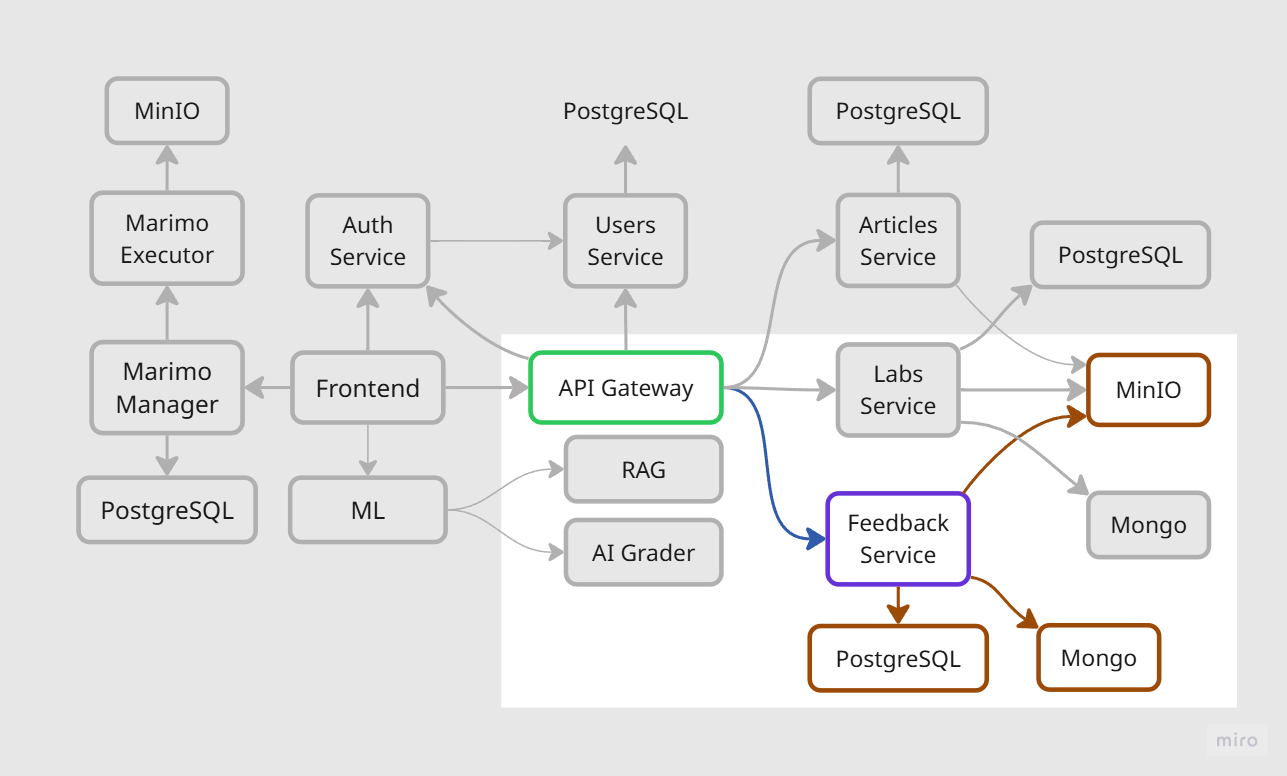 MinIO
PostgreSQL
PostgreSQL
Marimo
Executor
Auth
Service
Users
Service
Articles
Service
PostgreSQL
Marimo
Manager
Frontend
API Gateway
Labs
Service
MinIO
RAG
PostgreSQL
ML
AI Grader
Feedback
Service
Mongo
PostgreSQL
Mongo
miro